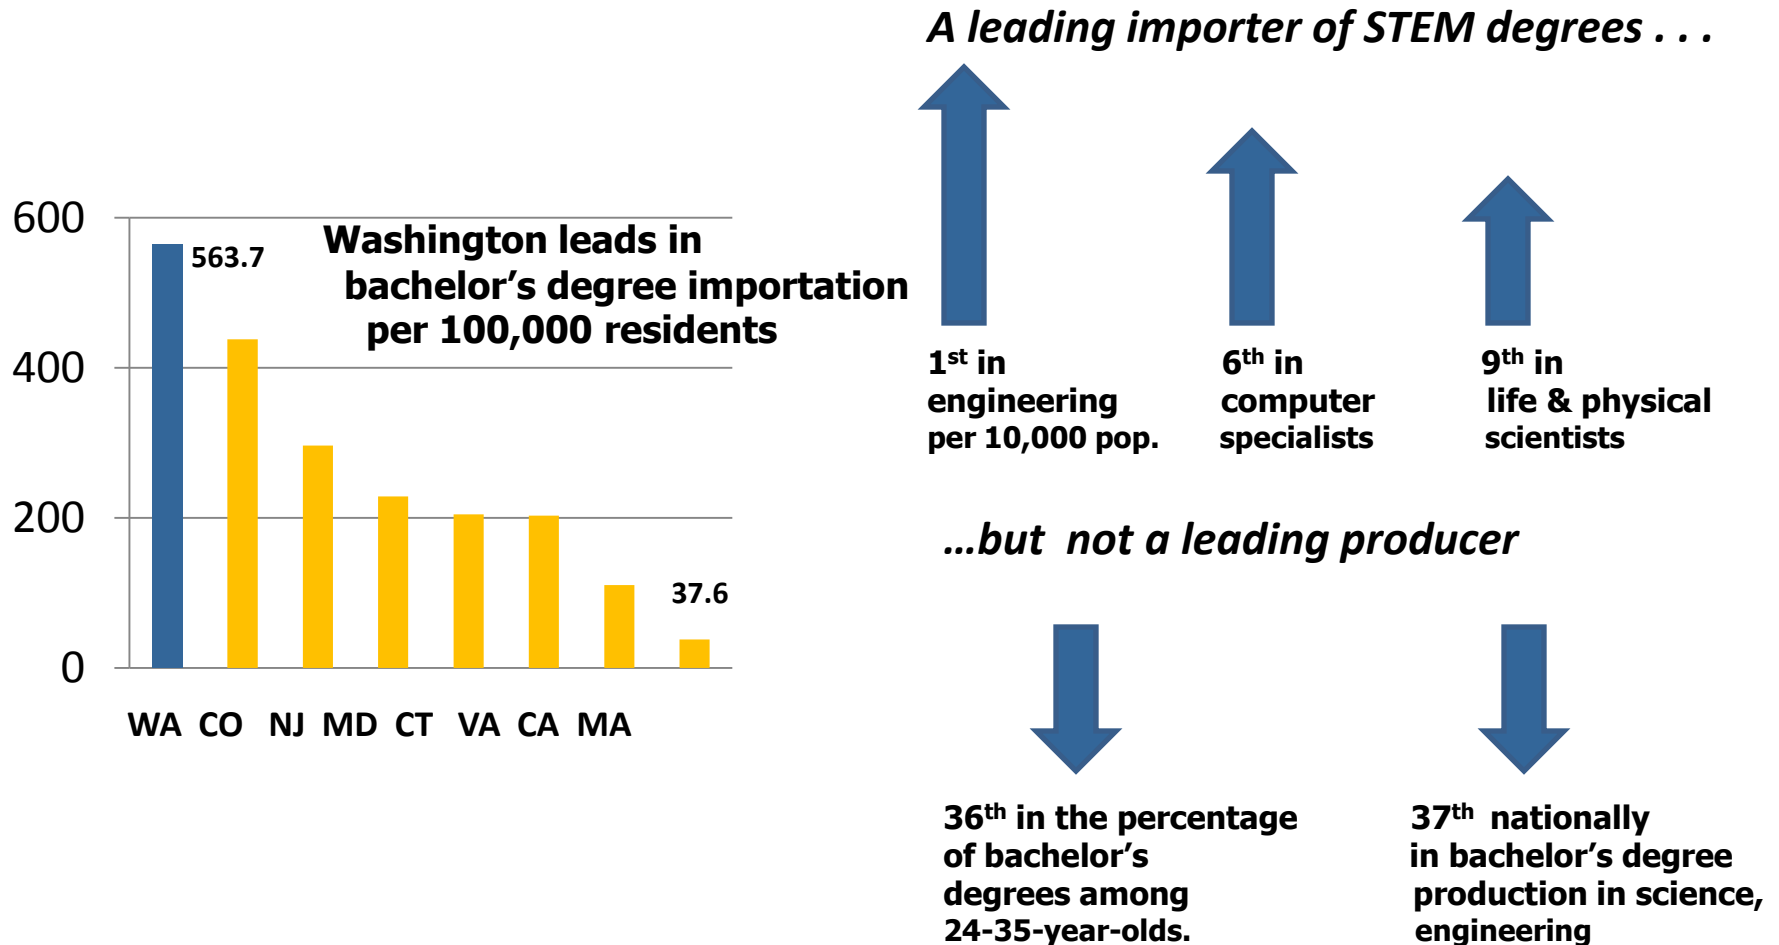 A leading importer of STEM degrees . . .
600
400
200
0
Washington leads in
bachelor’s degree importation
per 100,000 residents
563.7
37.6
WA CO NJ MD CT VA CA MA
1st in
engineering
per 10,000 pop.
6th in
computer
specialists
9th in
life & physical
scientists
...but not a leading producer
36th in the percentage
of bachelor’s
degrees among
24-35-year-olds.
37th nationally
in bachelor’s degree
production in science,
engineering